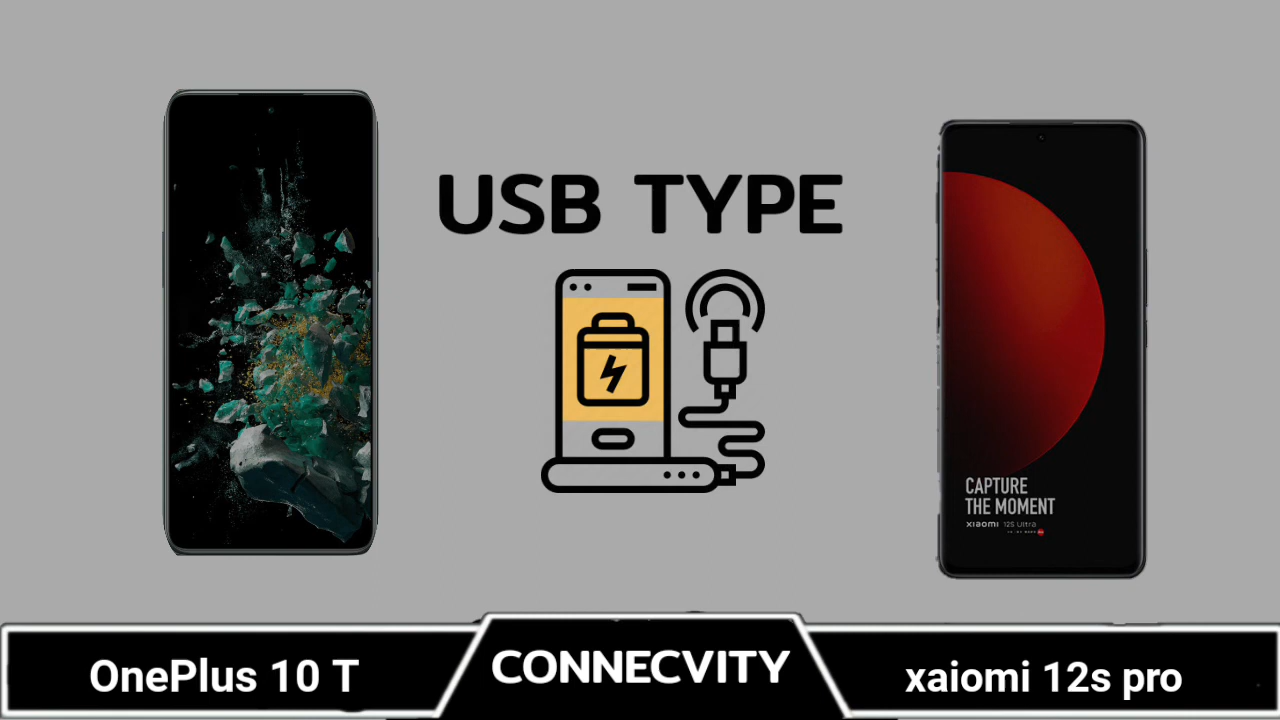 USB TYPE
CAPTURE
THE MOMENT
xiaomi 12S Ultra
OnePlus 10 T
CONNECVITY
xaiomi 12s pro